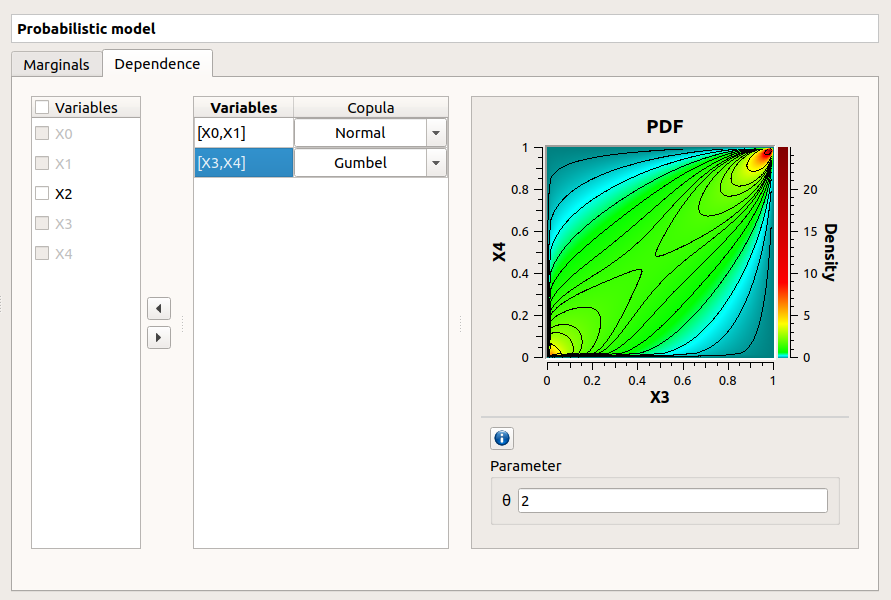 Probabilistic model
Marginals Dependence
Variables
X0
X1
X2
X3
X4
Variables Copula
[X0,X1] Normal
[X3,X4] Gumbel
PDF
1
0.8
0.6
0.4
0.2
0
X4
0 0.2 0.4 0.6 0.8 1
X3
20
15
10
5
0
Density
Parameter
θ 2